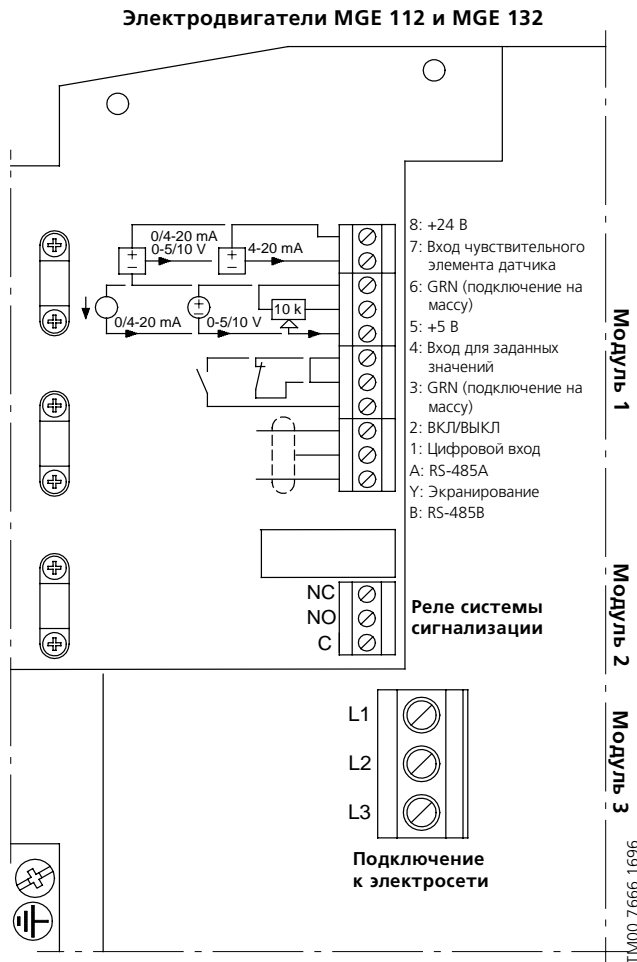 Электродвигатели MGE 112 и MGE 132
0/4-20 mA
0-5/10 V
4-20 mA
10 k
0/4-20 mA
0-5/10 V
+
−
+
−
+
−
8: +24 В
7: Вход чувствительного
элемента датчика
6: GRN (подключение на
массу)
5: +5 В
4: Вход для заданных
значений
3: GRN (подключение на
массу)
2: ВКЛ/ВЫКЛ
1: Цифровой вход
A: RS-485A
Y: Экранирование
B: RS-485B
Модуль 1
NC
NO
C
Реле системы
сигнализации
Модуль 2
L1
L2
L3
Подключение
к электросети
Модуль 3
TM00 7666 1696